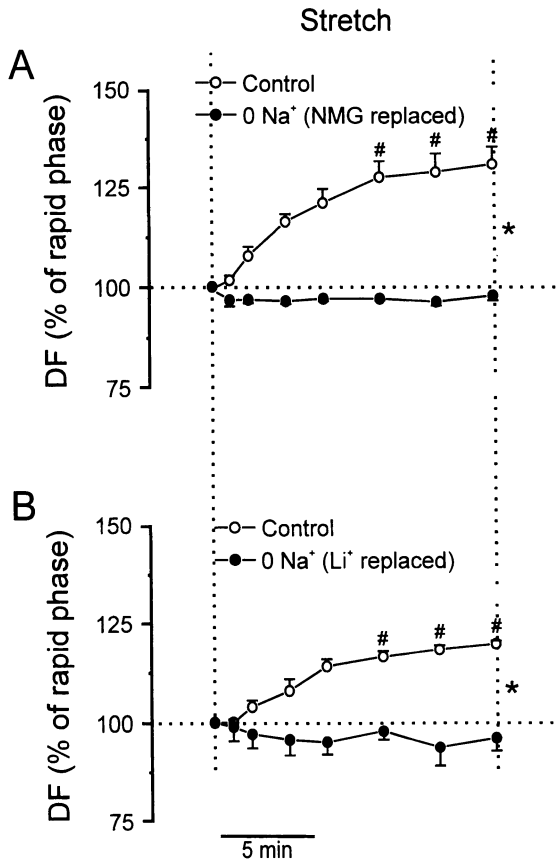 Stretch
A
150
Control
0 Na⁺ (NMG replaced)
# # #
125
*
100
75
DF (% of rapid phase)
B
150
Control
0 Na⁺ (Li⁺ replaced)
# # #
125
*
100
75
DF (% of rapid phase)
5 min